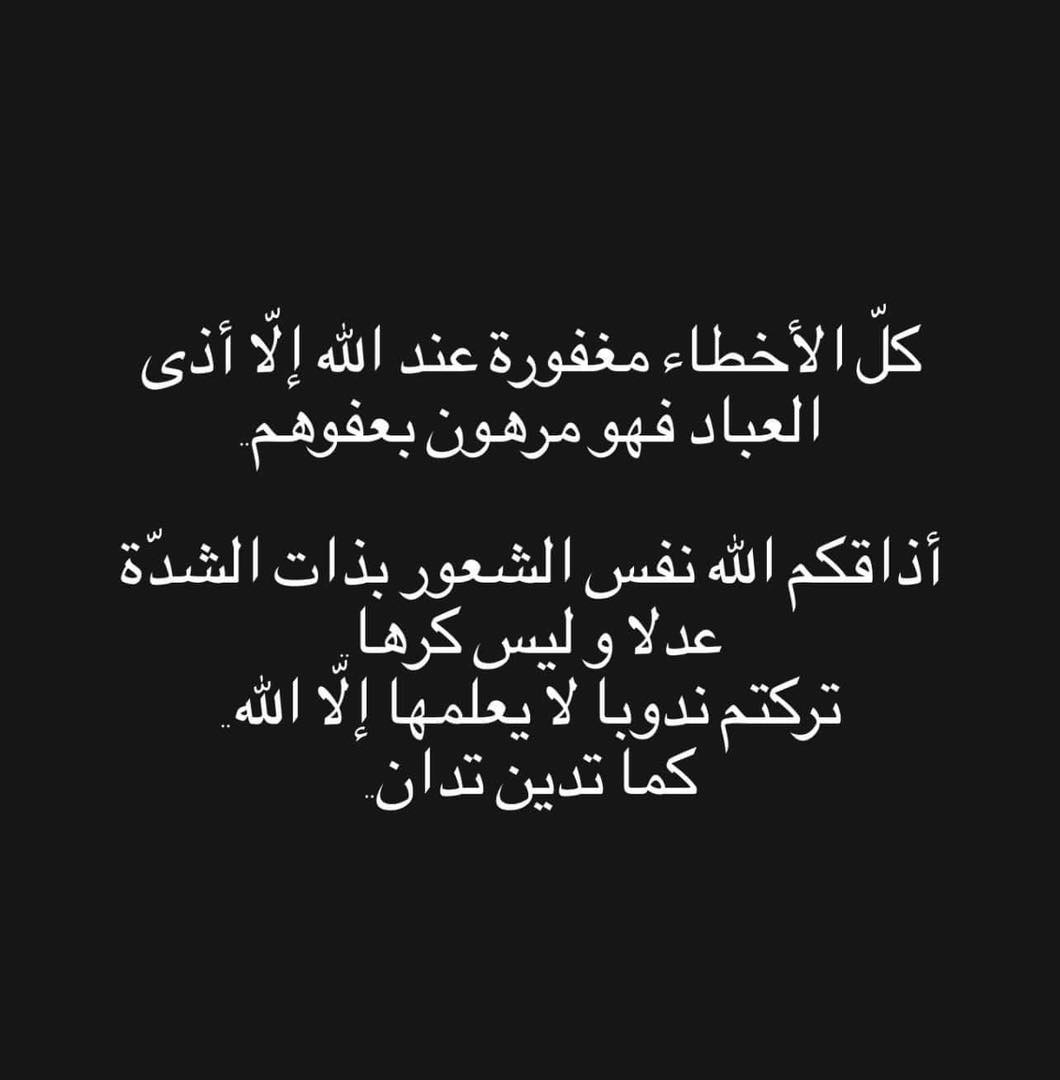 كلّ الأخطاء مغفورة عند الله إلّا أذى
العباد فهو مرهون بعفوهم..
أذاقكم الله نفس الشعور بذات الشدّة
عدلا و ليس كرها..
تركتم ندوبا لا يعلمها إلّا الله..
كما تدين تدان..